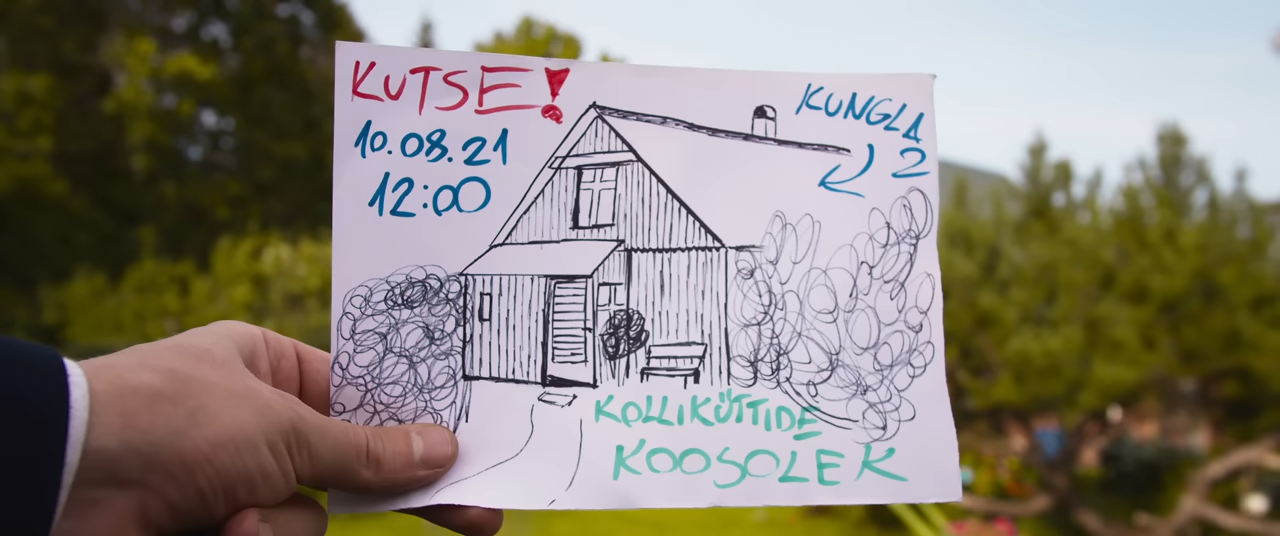 KUTSE!
10.08.21
12:00
KUNGLA
2
KOLLIKÜTTIDE
KOOSOLEK